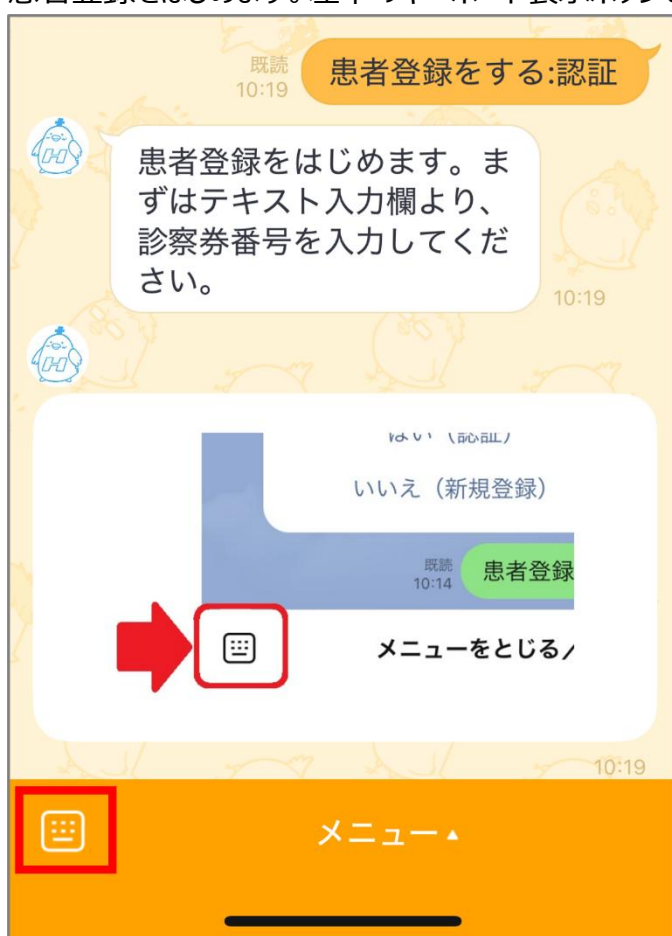 既読
10:19
患者登録をする:認証
患者登録をはじめます。ま
ずはテキスト入力欄より、
診察券番号を入力してくだ
さい。
10:19
いいえ（新規登録）
既読
10:14
患者登録
メニューをとじる
10:19
メニュー▲